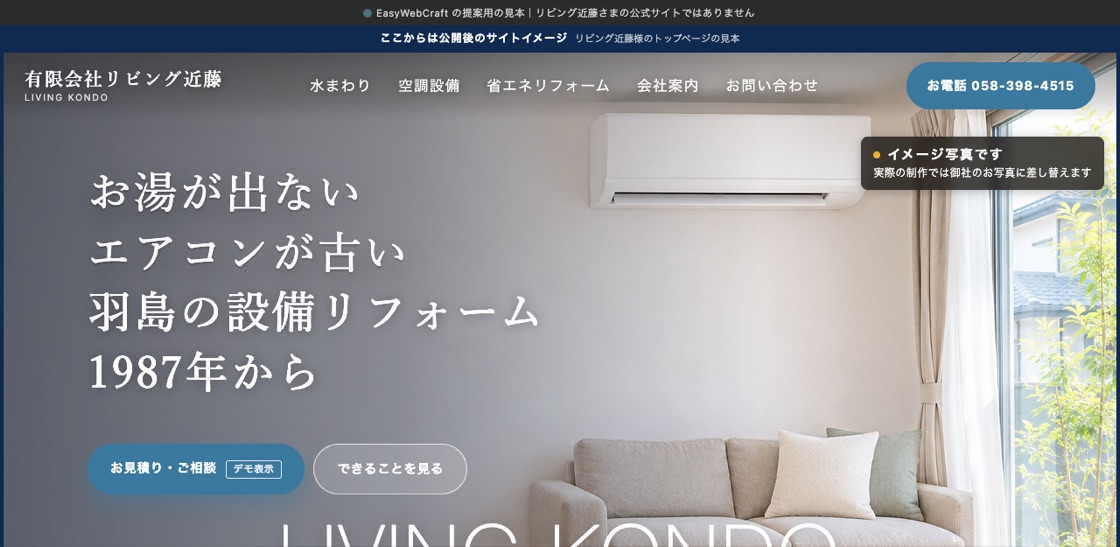 EasyWebCraft の提案用の見本｜リビング近藤さまの公式サイトではありません
ここからは公開後のサイトイメージ リビング近藤様のトップページの見本
有限会社リビング近藤
LIVING KONDO
水まわり 空調設備 省エネリフォーム 会社案内 お問い合わせ
お電話 058-398-4515
イメージ写真です
実際の制作では御社のお写真に差し替えます
お湯が出ない
エアコンが古い
羽島の設備リフォーム
1987年から
お見積り・ご相談 デモ表示
できることを見る
LIVING KONDO